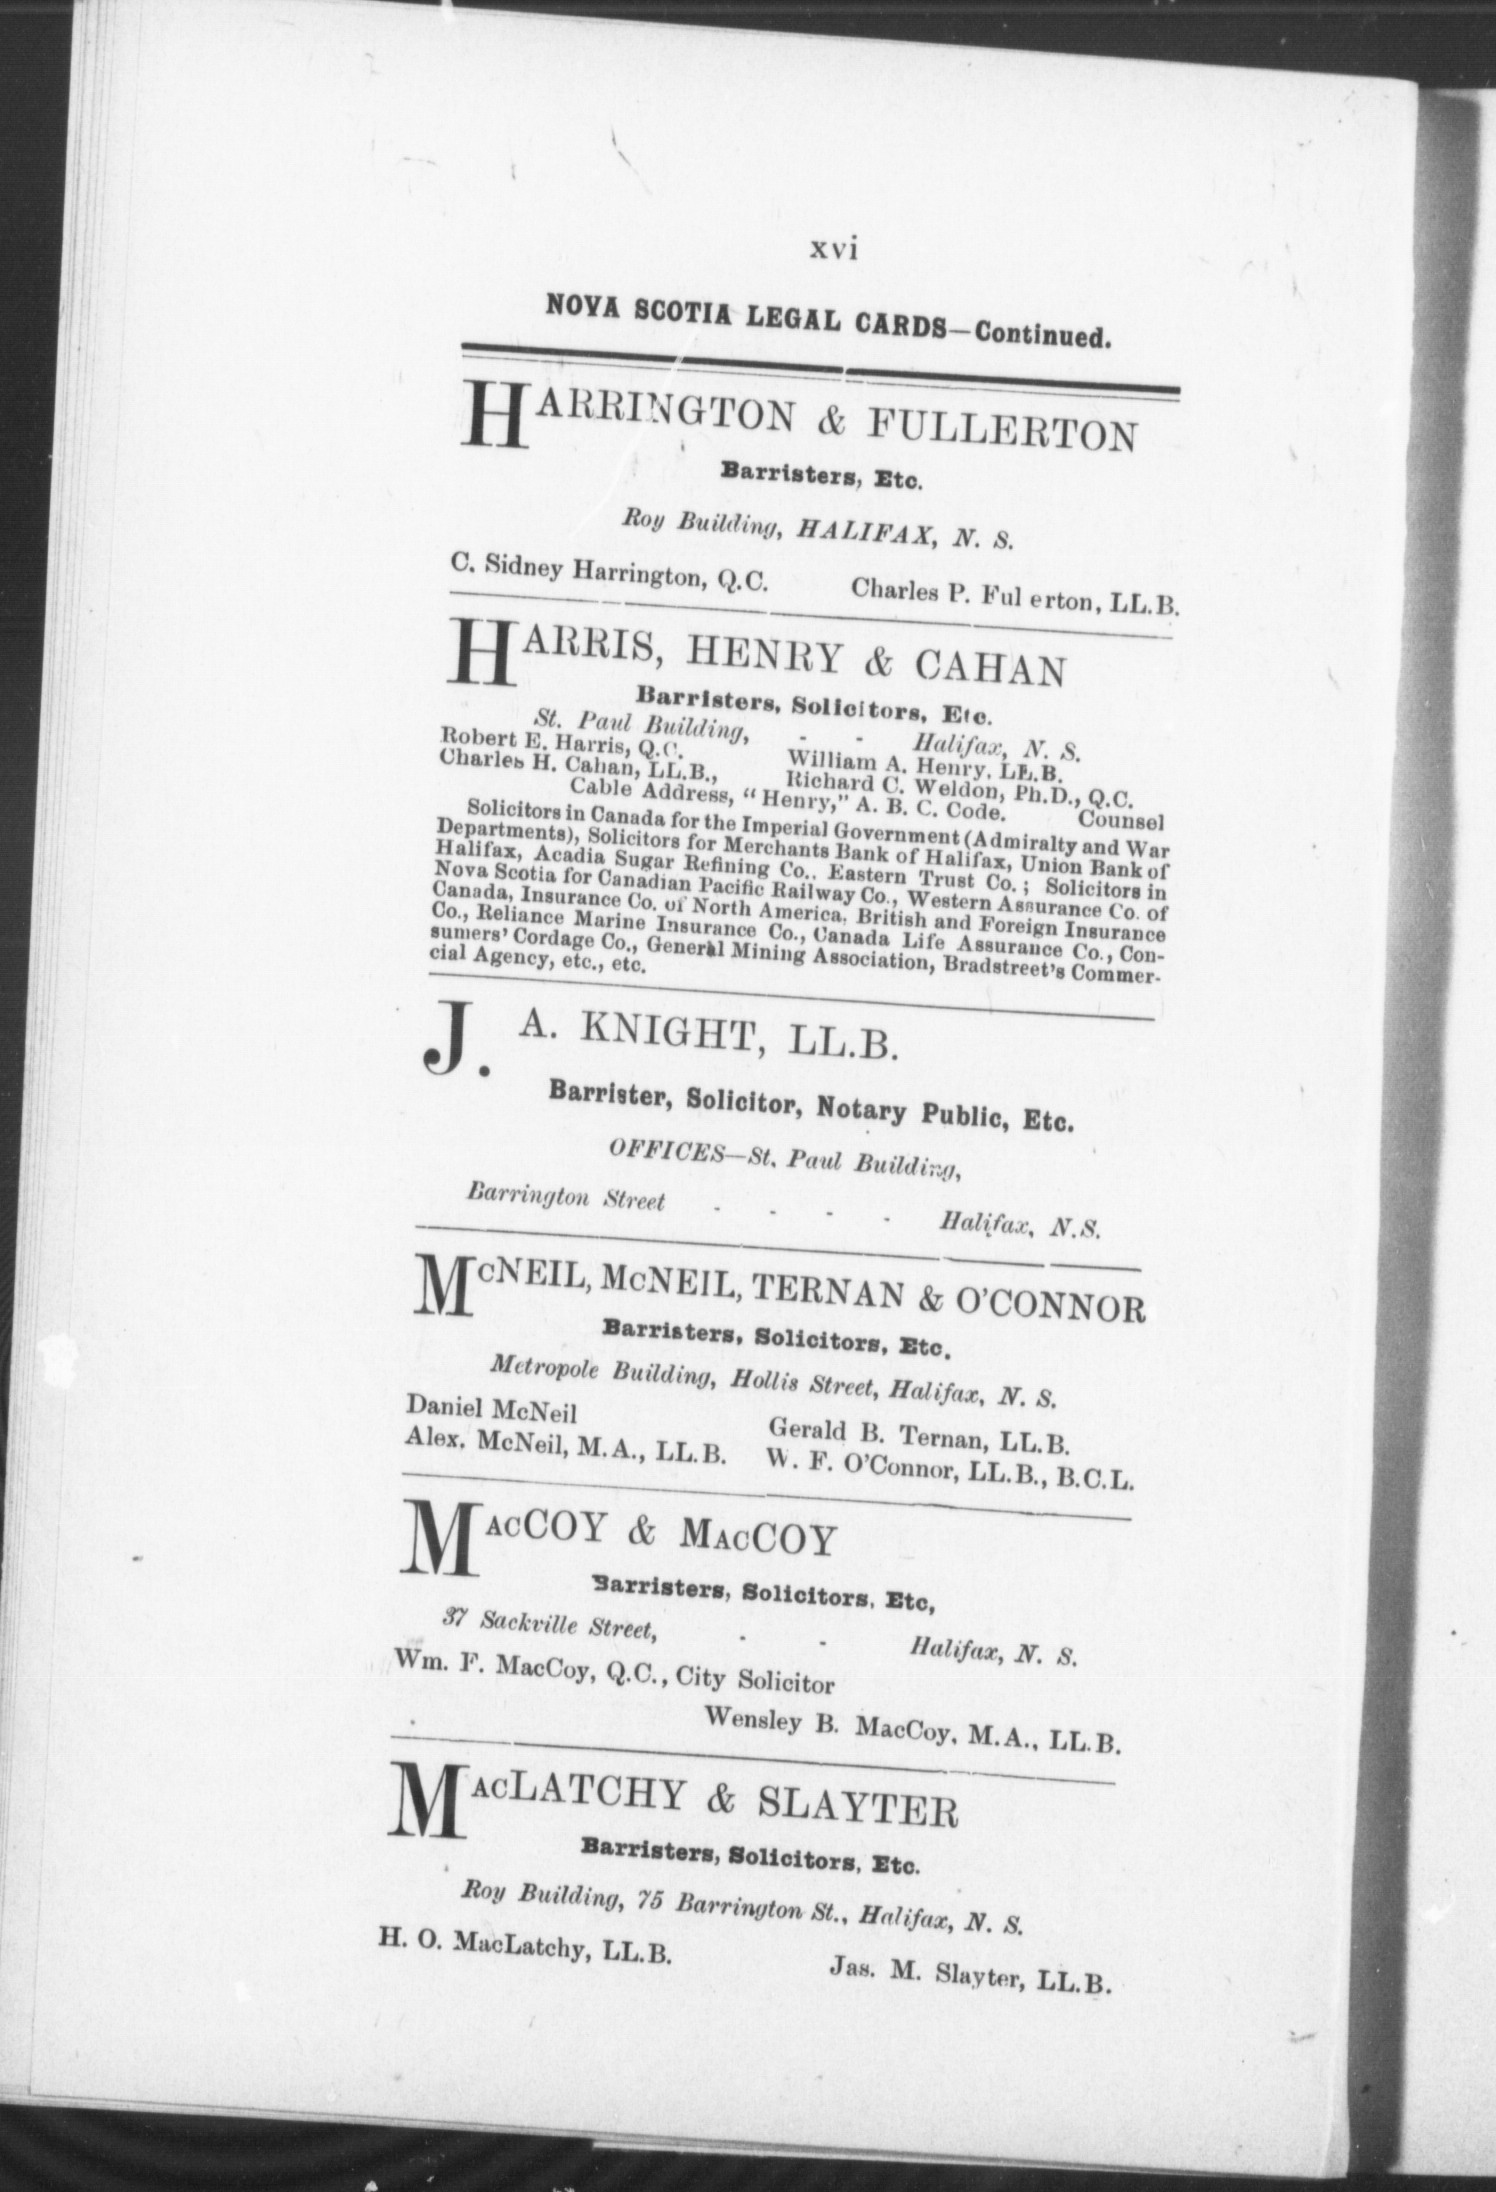 xvi
NOVA SCOTIA LEGAL CARDS—Continued.
HARRINGTON & FULLERTON
Barristers, Etc.
Roy Building, HALIFAX, N. S.
C. Sidney Harrington, Q.C. Charles P. Ful erton, LL.B.
HARRIS, HENRY & CAHAN
Barristers, Solicitors, Etc.
St. Paul Building, - - Halifax, N. S.
Robert E. Harris, Q.C. William A. Henry, LL.B.
Charles H. Cahan, LL.B., Richard C. Weldon, Ph.D., Q.C.
Cable Address, "Henry," A. B. C. Code. Counsel
Solicitors in Canada for the Imperial Government (Admiralty and War
Departments), Solicitors for Merchants Bank of Halifax, Union Bank of
Halifax, Acadia Sugar Refining Co., Eastern Trust Co.; Solicitors in
Nova Scotia for Canadian Pacific Railway Co., Western Assurance Co. of
Canada, Insurance Co. of North America, British and Foreign Insurance
Co., Reliance Marine Insurance Co., Canada Life Assurance Co., Con-
sumers' Cordage Co., General Mining Association, Bradstreet's Commer-
cial Agency, etc., etc.
J. A. KNIGHT, LL.B.
Barrister, Solicitor, Notary Public, Etc.
OFFICES—St. Paul Building,
Barrington Street - - - - Halifax, N.S.
McNEIL, McNEIL, TERNAN & O'CONNOR
Barristers, Solicitors, Etc.
Metropole Building, Hollis Street, Halifax, N. S.
Daniel McNeil Gerald B. Ternan, LL.B.
Alex. McNeil, M.A., LL.B. W. F. O'Connor, LL.B., B.C.L.
MacCOY & MacCOY
Barristers, Solicitors, Etc,
37 Sackville Street, - - Halifax, N. S.
Wm. F. MacCoy, Q.C., City Solicitor
Wensley B. MacCoy, M.A., LL.B.
MacLATCHY & SLAYTER
Barristers, Solicitors, Etc.
Roy Building, 75 Barrington St., Halifax, N. S.
H. O. MacLatchy, LL.B. Jas. M. Slayter, LL.B.